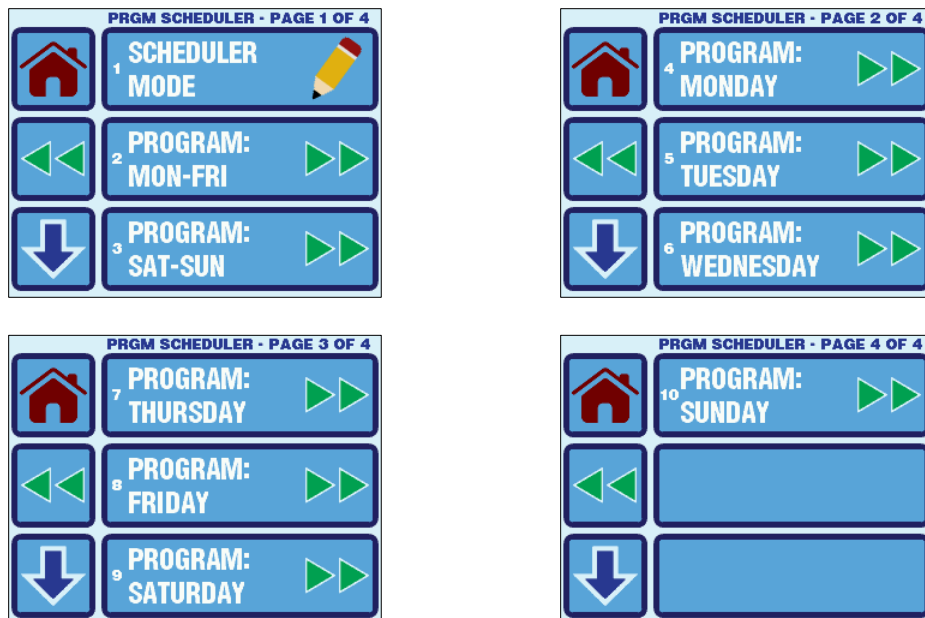 PRGM SCHEDULER - PAGE 1 OF 4
1 SCHEDULER
MODE
2 PROGRAM:
MON-FRI
3 PROGRAM:
SAT-SUN
PRGM SCHEDULER - PAGE 2 OF 4
4 PROGRAM:
MONDAY
5 PROGRAM:
TUESDAY
6 PROGRAM:
WEDNESDAY
PRGM SCHEDULER - PAGE 3 OF 4
7 PROGRAM:
THURSDAY
8 PROGRAM:
FRIDAY
9 PROGRAM:
SATURDAY
PRGM SCHEDULER - PAGE 4 OF 4
10 PROGRAM:
SUNDAY